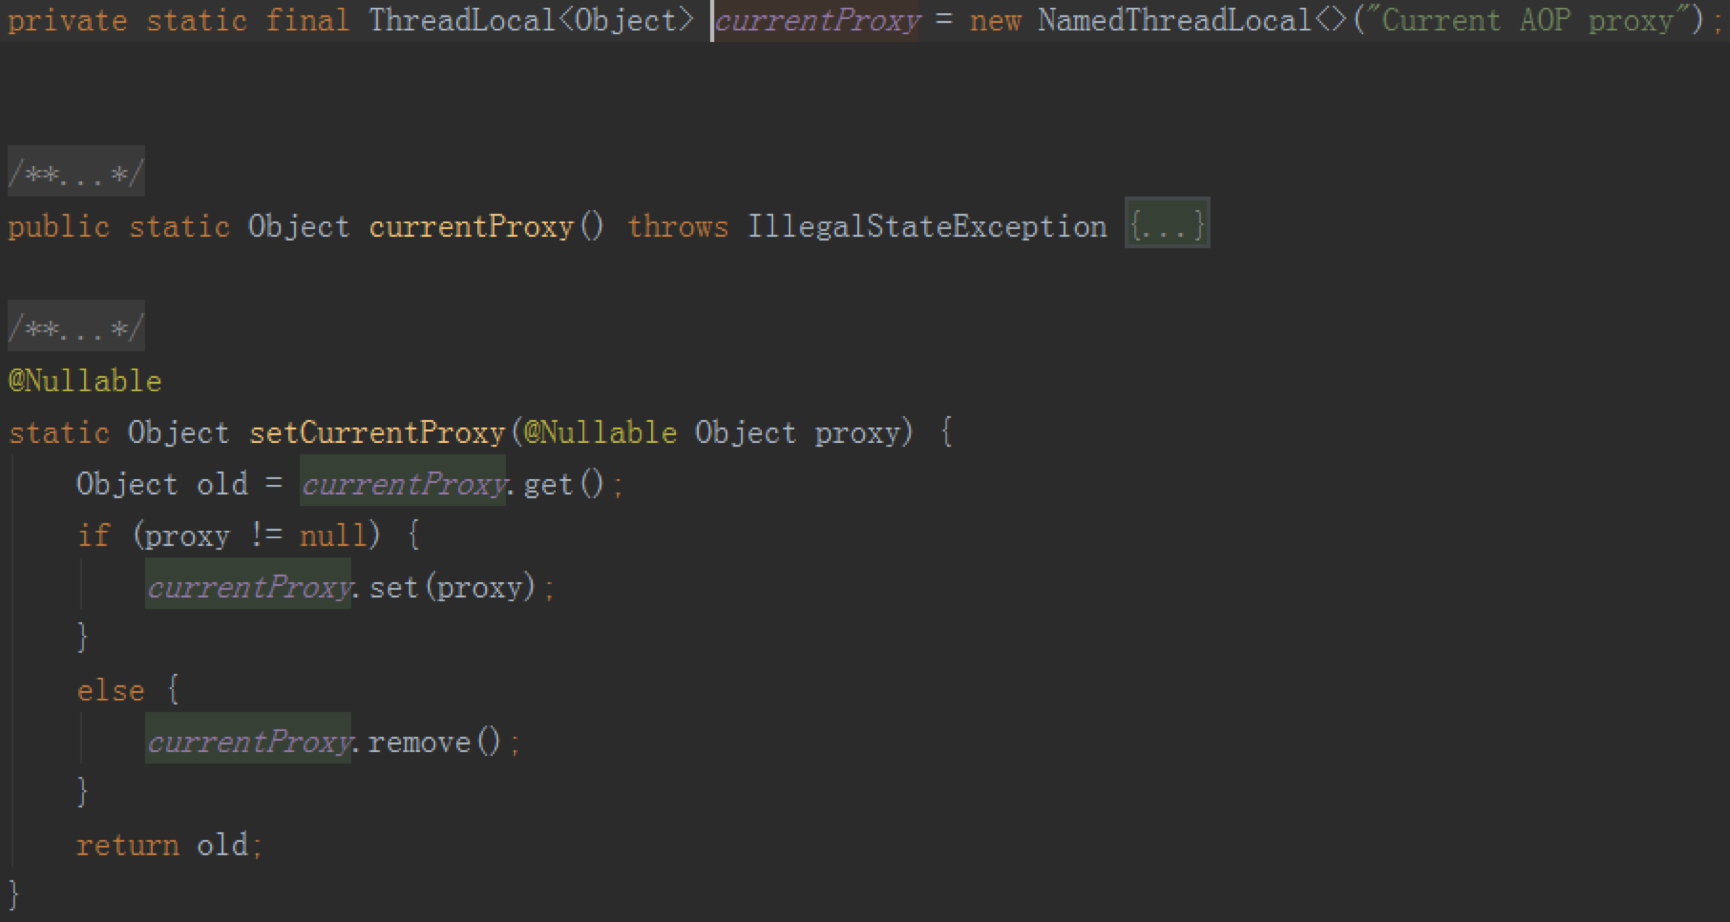 private static final ThreadLocal<Object> currentProxy = new NamedThreadLocal<>("Current AOP proxy");
/**...*/
public static Object currentProxy() throws IllegalStateException {...}
/**...*/
@Nullable
static Object setCurrentProxy(@Nullable Object proxy) {
    Object old = currentProxy.get();
    if (proxy != null) {
        currentProxy.set(proxy);
    }
    else {
        currentProxy.remove();
    }
    return old;
}